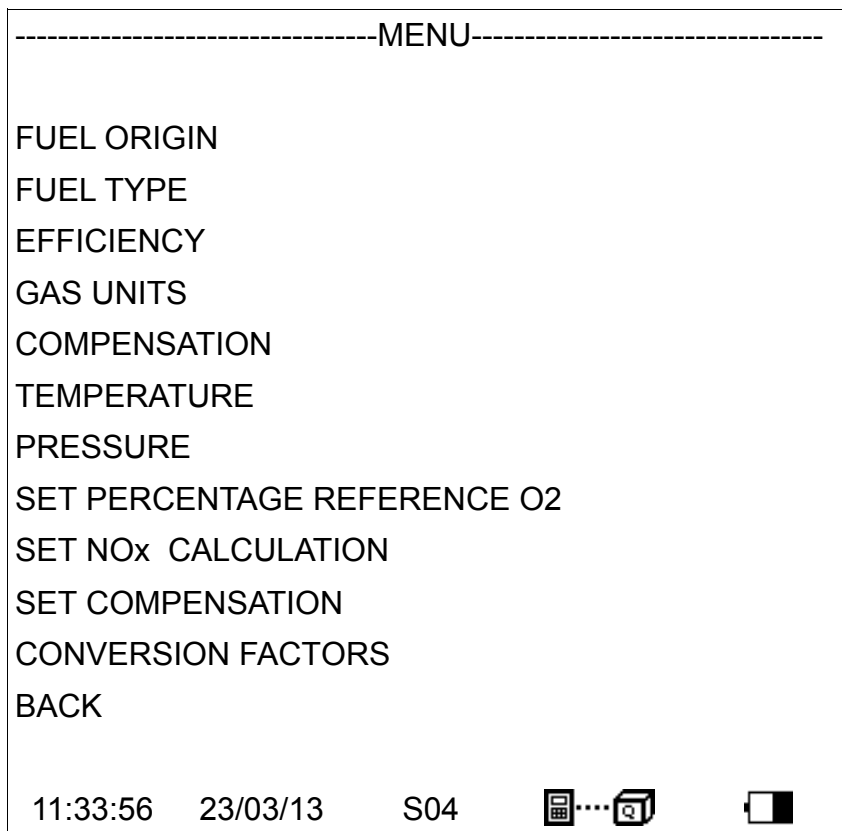 ----------------------------------MENU---------------------------------
FUEL ORIGIN
FUEL TYPE
EFFICIENCY
GAS UNITS
COMPENSATION
TEMPERATURE
PRESSURE
SET PERCENTAGE REFERENCE O2
SET NOx  CALCULATION
SET COMPENSATION
CONVERSION FACTORS
BACK
11:33:56 23/03/13 S04 Q